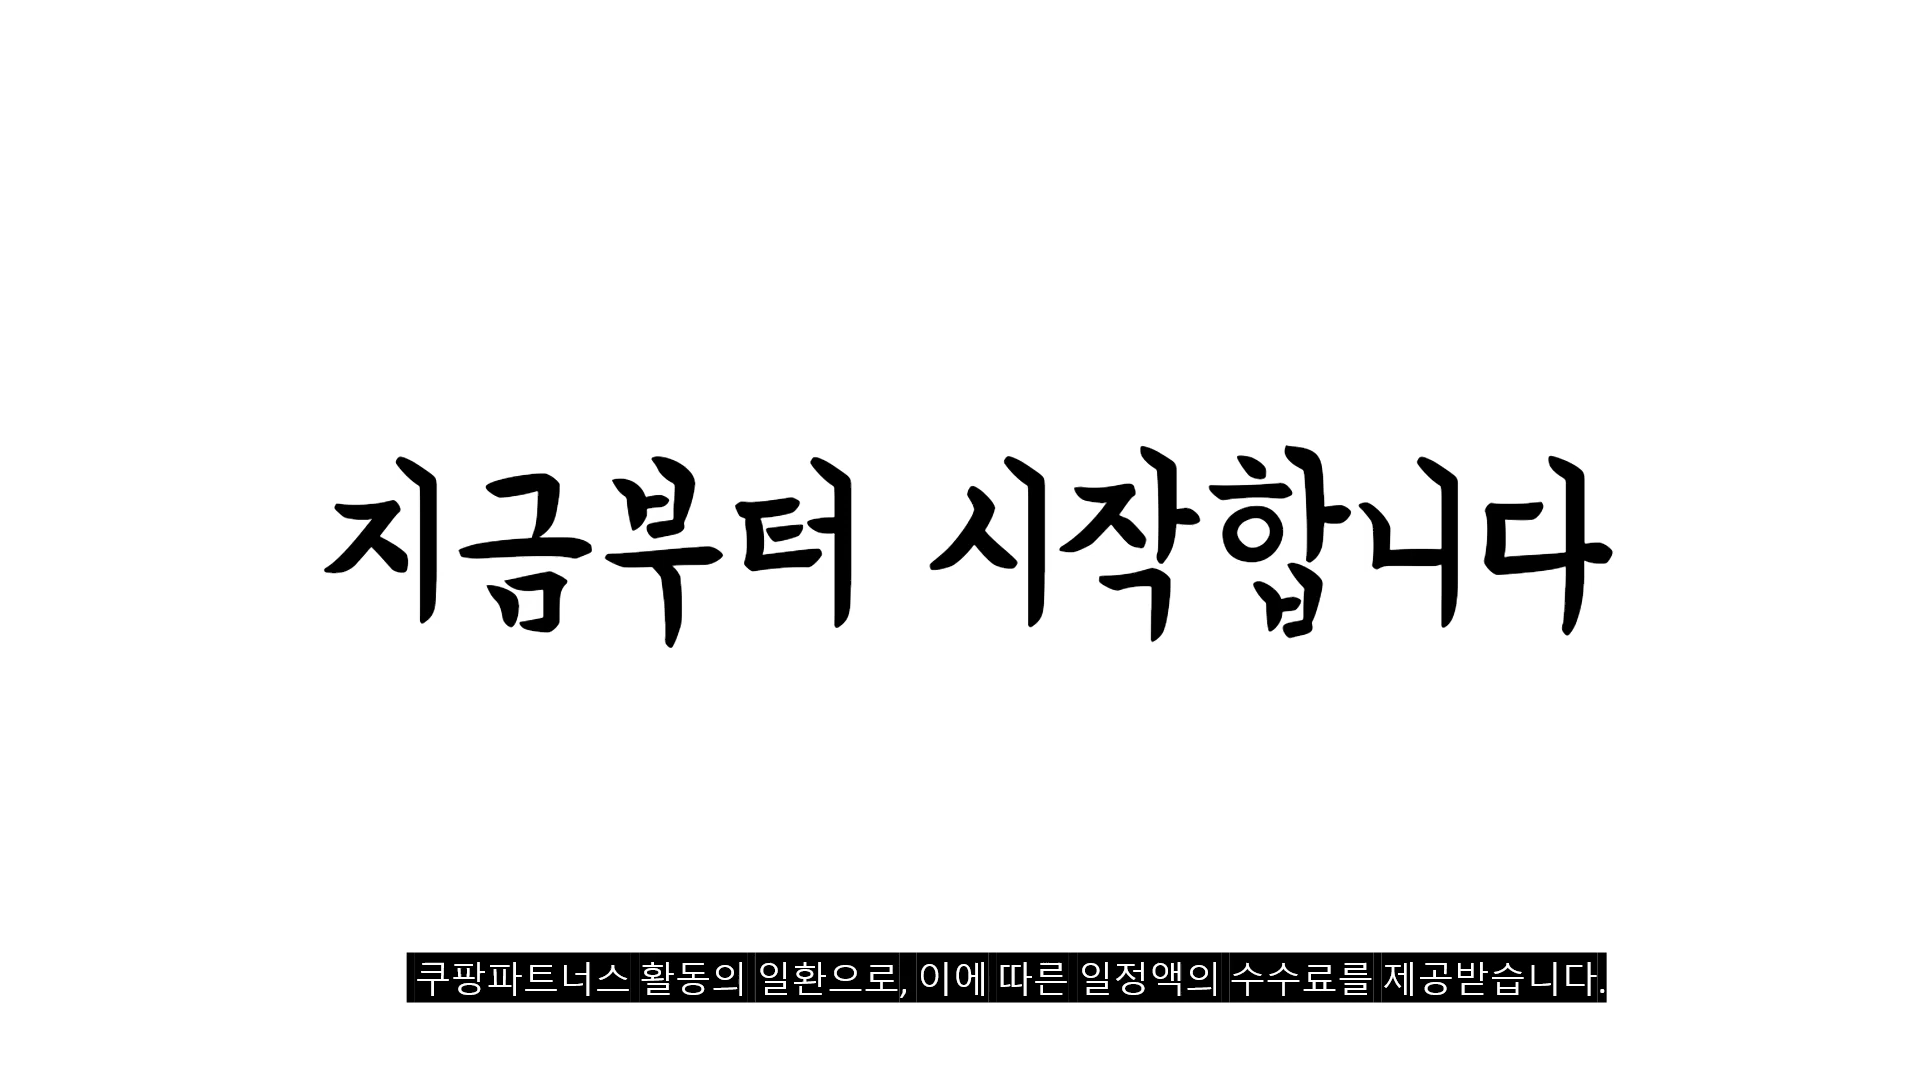 지금부터 시작합니다
쿠팡파트너스 활동의 일환으로, 이에 따른 일정액의 수수료를 제공받습니다.